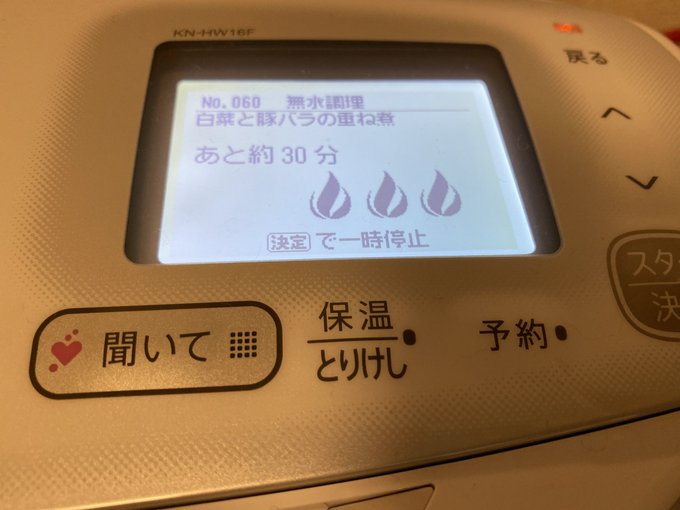 KN-HW16F
戻る
No.060 無水調理
白菜と豚バラの重ね煮
あと約30分
決定で一時停止
スタ
決
聞いて
保温
とりけし
予約